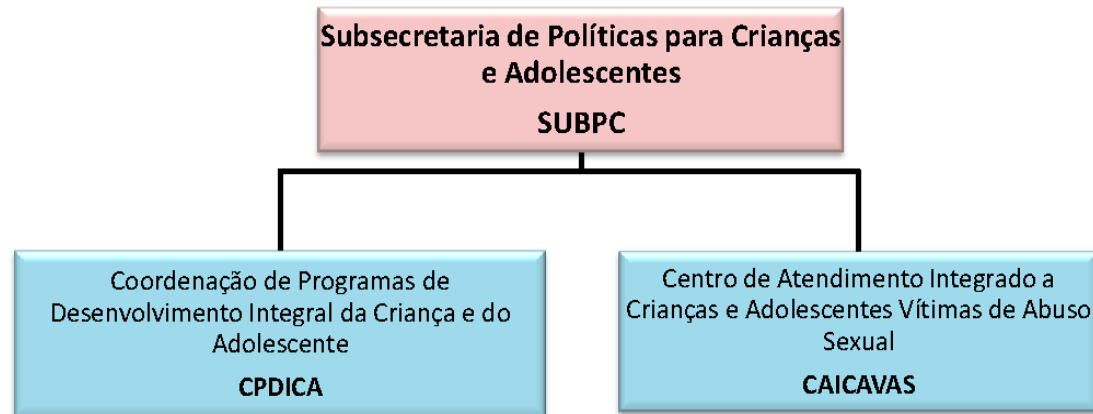 Subsecretaria de Políticas para Crianças
e Adolescentes
SUBPC
Coordenação de Programas de
Desenvolvimento Integral da Criança e do
Adolescente
CPDICA
Centro de Atendimento Integrado a
Crianças e Adolescentes Vítimas de Abuso
Sexual
CAICAVAS